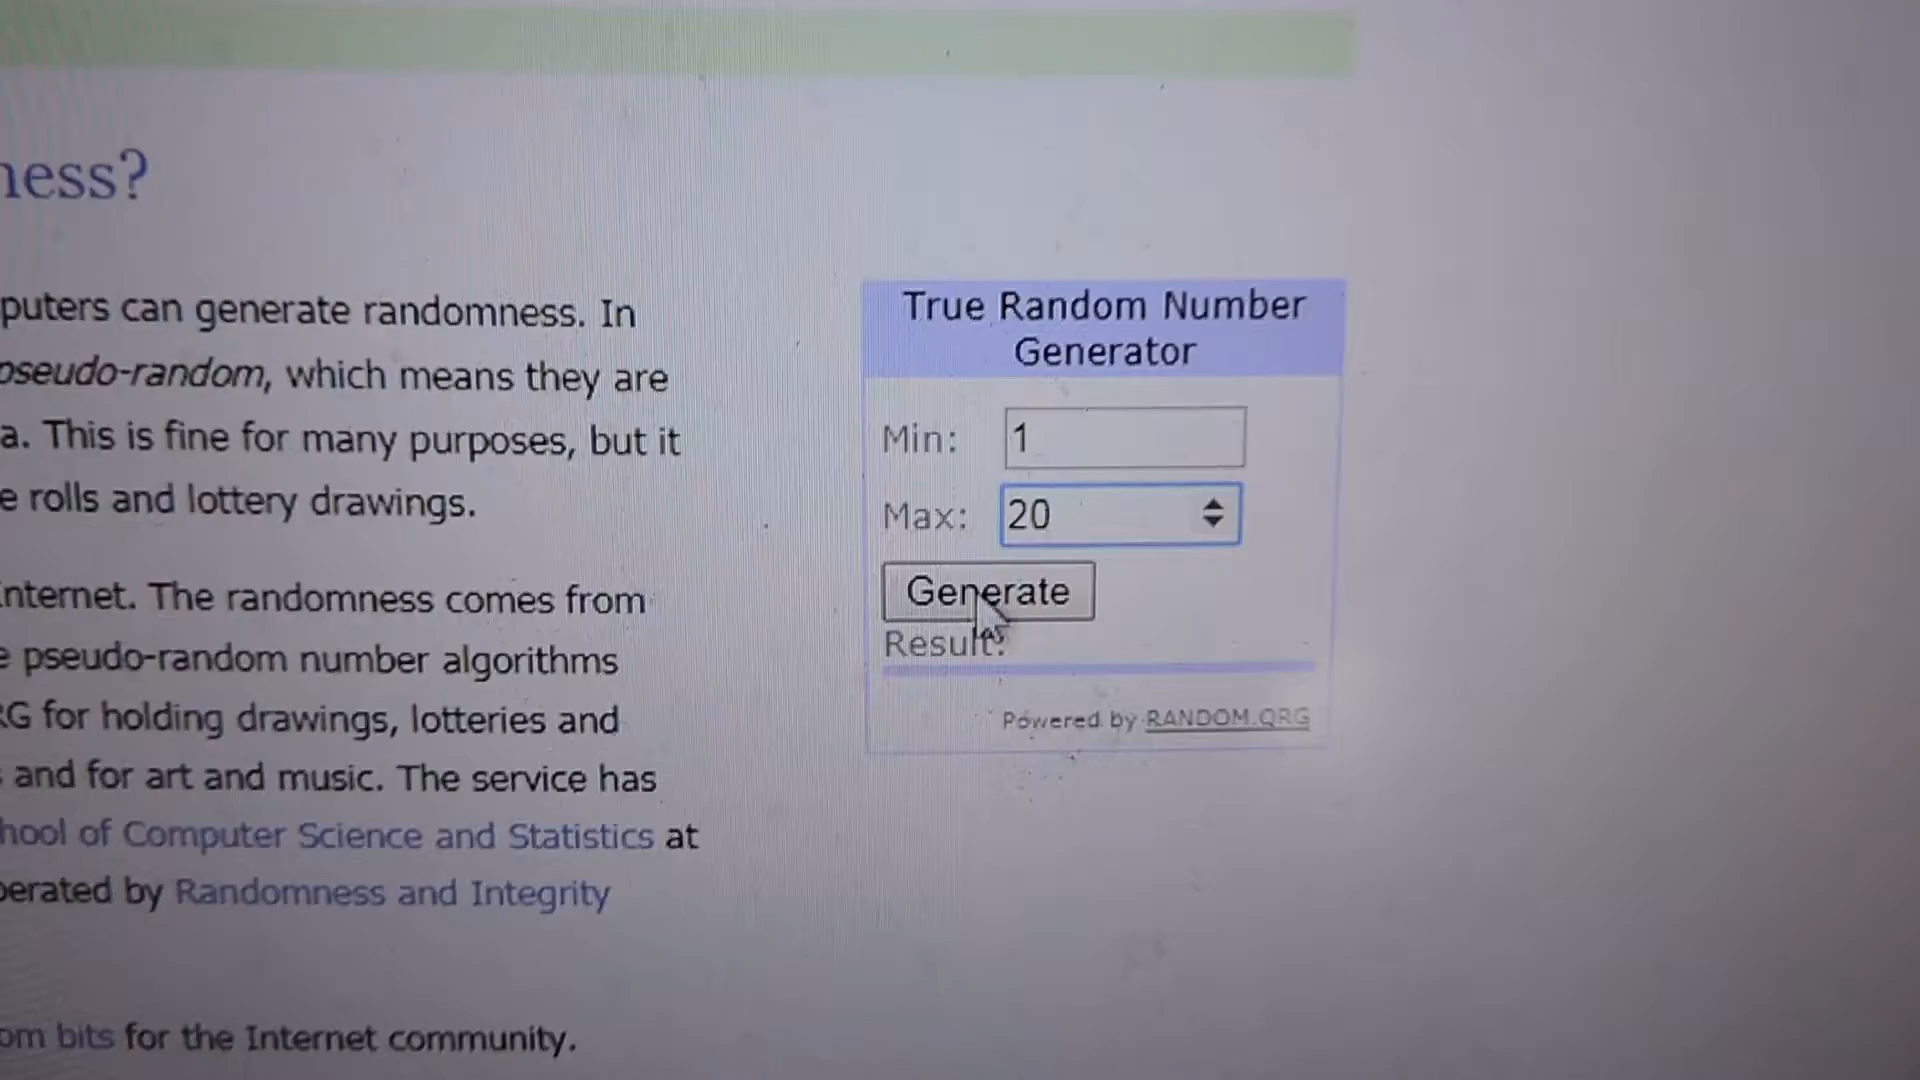 ness?
puters can generate randomness. In
pseudo-random, which means they are
a. This is fine for many purposes, but it
e rolls and lottery drawings.
nternet. The randomness comes from
e pseudo-random number algorithms
RG for holding drawings, lotteries and
s and for art and music. The service has
hool of Computer Science and Statistics at
perated by Randomness and Integrity
om bits for the Internet community.
True Random Number
Generator
Min: 1
Max: 20
Generate
Result:
Powered by RANDOM.ORG